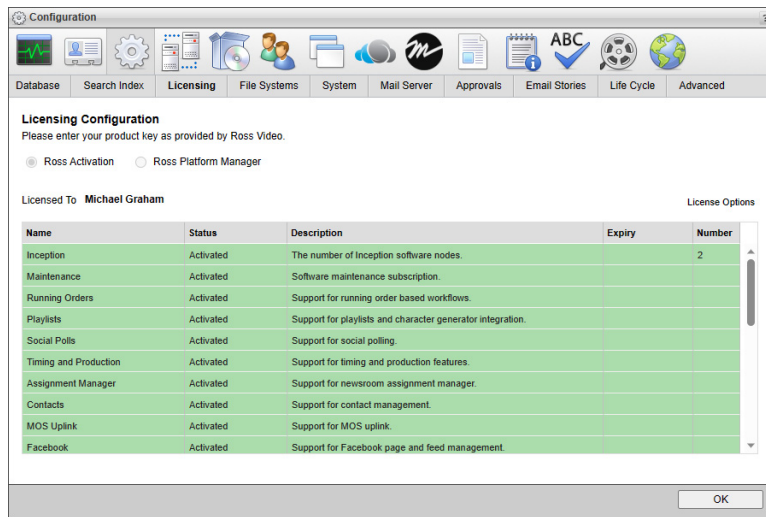 Configuration
ABC
Database Search Index Licensing File Systems System Mail Server Approvals Email Stories Life Cycle Advanced
Licensing Configuration
Please enter your product key as provided by Ross Video.
Ross Activation Ross Platform Manager
Licensed To Michael Graham
License Options
Name Status Description Expiry Number
Inception Activated The number of Inception software nodes. 2
Maintenance Activated Software maintenance subscription.
Running Orders Activated Support for running order based workflows.
Playlists Activated Support for playlists and character generator integration.
Social Polls Activated Support for social polling.
Timing and Production Activated Support for timing and production features.
Assignment Manager Activated Support for newsroom assignment manager.
Contacts Activated Support for contact management.
MOS Uplink Activated Support for MOS uplink.
Facebook Activated Support for Facebook page and feed management.
OK